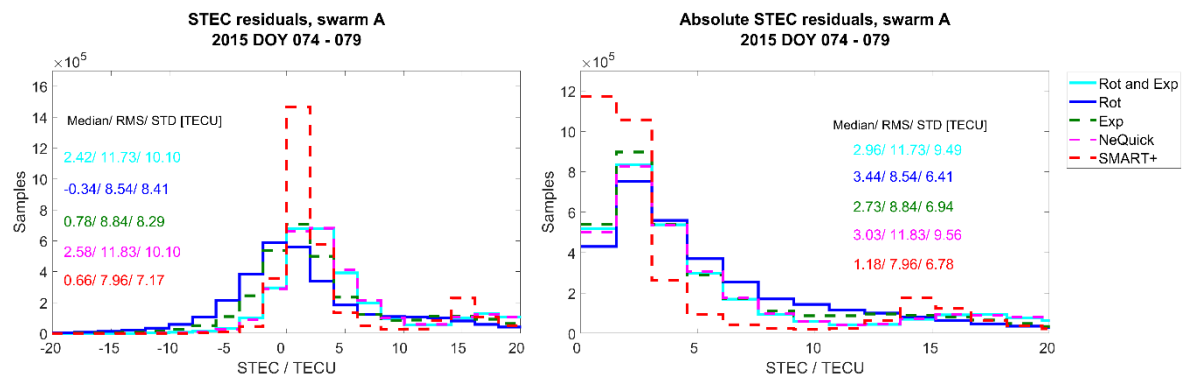 STEC residuals, swarm A
2015 DOY 074 - 079
×10⁵
16
14
12
10
8
6
4
2
0
Samples
Median/ RMS/ STD [TECU]
2.42/ 11.73/ 10.10
-0.34/ 8.54/ 8.41
0.78/ 8.84/ 8.29
2.58/ 11.83/ 10.10
0.66/ 7.96/ 7.17
-20 -15 -10 -5 0 5 10 15 20
STEC / TECU
Absolute STEC residuals, swarm A
2015 DOY 074 - 079
×10⁵
12
10
8
6
4
2
0
Samples
Median/ RMS/ STD [TECU]
2.96/ 11.73/ 9.49
3.44/ 8.54/ 6.41
2.73/ 8.84/ 6.94
3.03/ 11.83/ 9.56
1.18/ 7.96/ 6.78
0 5 10 15 20
STEC / TECU
Rot and Exp
Rot
Exp
NeQuick
SMART+